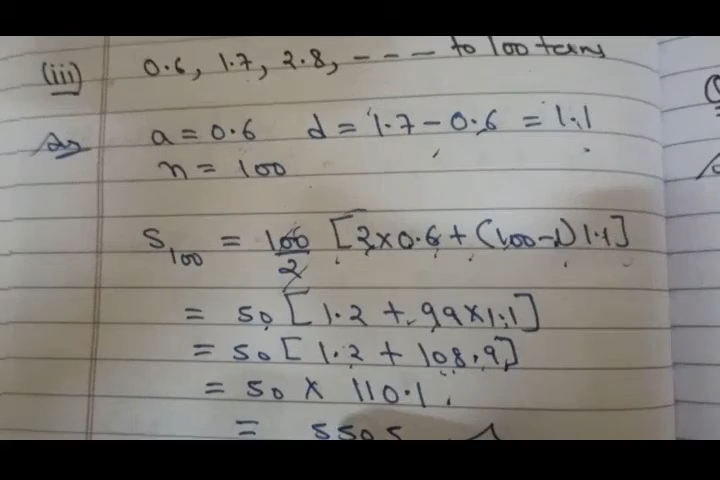 (iii) 0.6, 1.7, 2.8, - - - - to 100 terms
Ans a = 0.6 d = 1.7 - 0.6 = 1.1
n = 100
S₁₀₀ = 100/2 [2×0.6 + (100-1)1.1]
= 50 [1.2 + 99×1.1]
= 50 [1.2 + 108.9]
= 50 × 110.1
= 5505